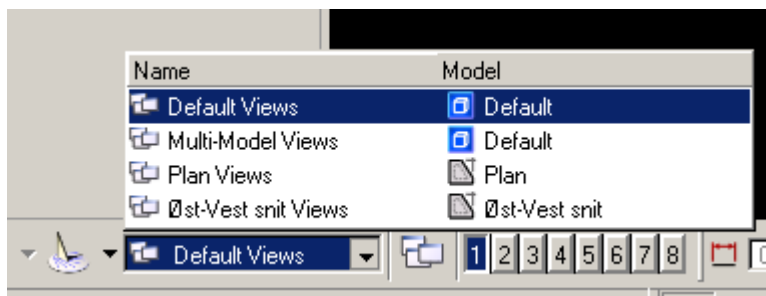 Name Model
Default Views Default
Multi-Model Views Default
Plan Views Plan
Øst-Vest snit Views Øst-Vest snit
Default Views 1 2 3 4 5 6 7 8